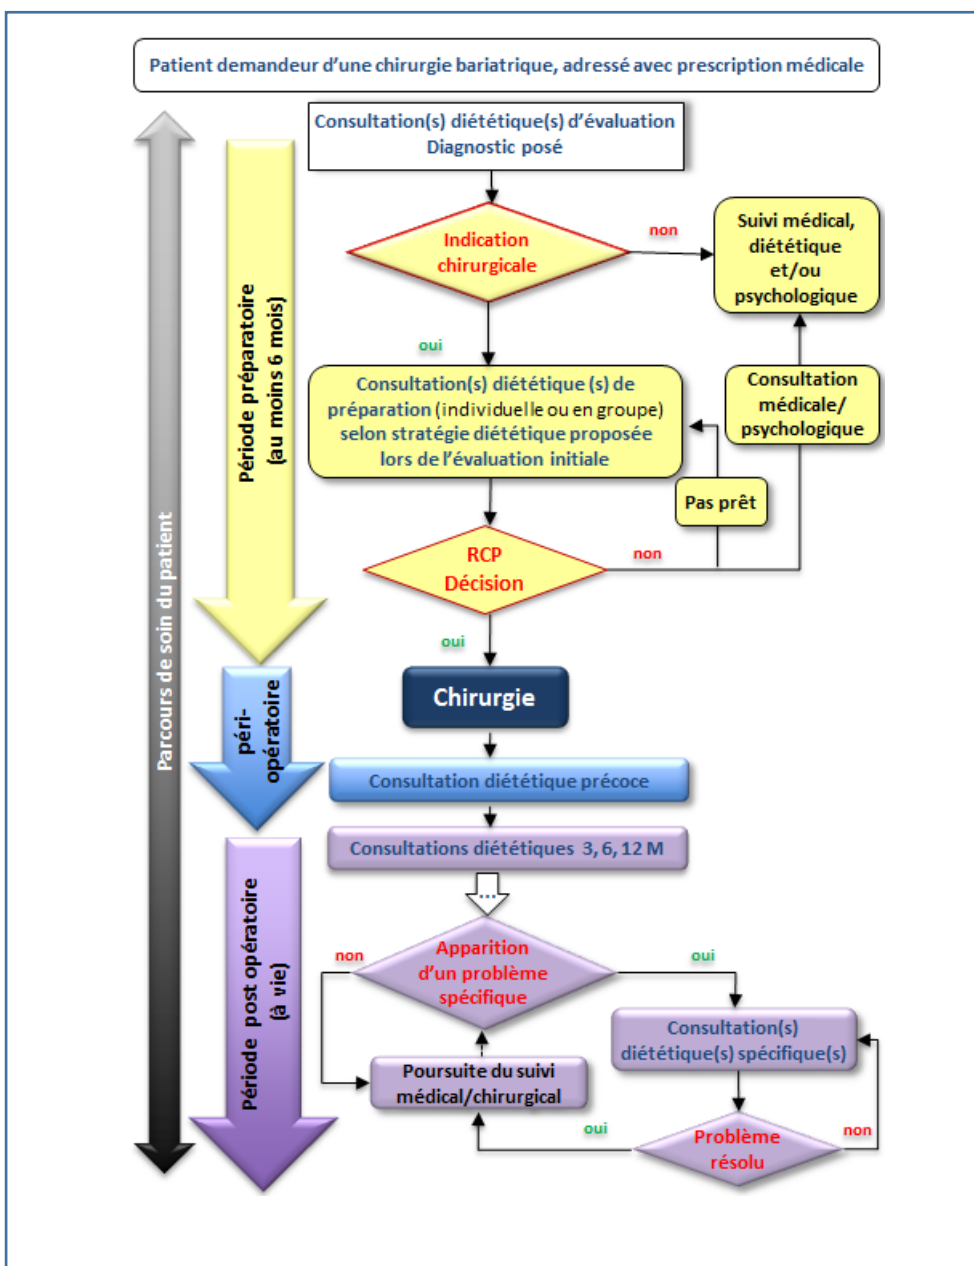 Patient demandeur d'une chirurgie bariatrique, adressé avec prescription médicale
Parcours de soin du patient
Période préparatoire
(au moins 6 mois)
Consultation(s) diététique(s) d'évaluation
Diagnostic posé
Indication
chirurgicale
non
Suivi médical,
diététique
et/ou
psychologique
oui
Consultation(s) diététique (s) de
préparation (individuelle ou en groupe)
selon stratégie diététique proposée
lors de l'évaluation initiale
Consultation
médicale/
psychologique
Pas prêt
RCP
Décision
non
oui
péri-
opératoire
Chirurgie
Consultation diététique précoce
Période post opératoire
(à vie)
Consultations diététiques 3, 6, 12 M
...
Apparition
d'un problème
spécifique
non
oui
Consultation(s)
diététique(s) spécifique(s)
Poursuite du suivi
médical/chirurgical
oui
Problème
résolu
non